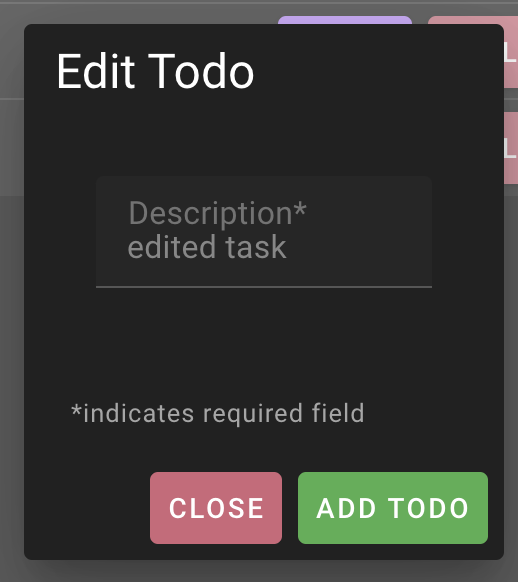 Edit Todo
Description*
edited task
*indicates required field
CLOSE ADD TODO